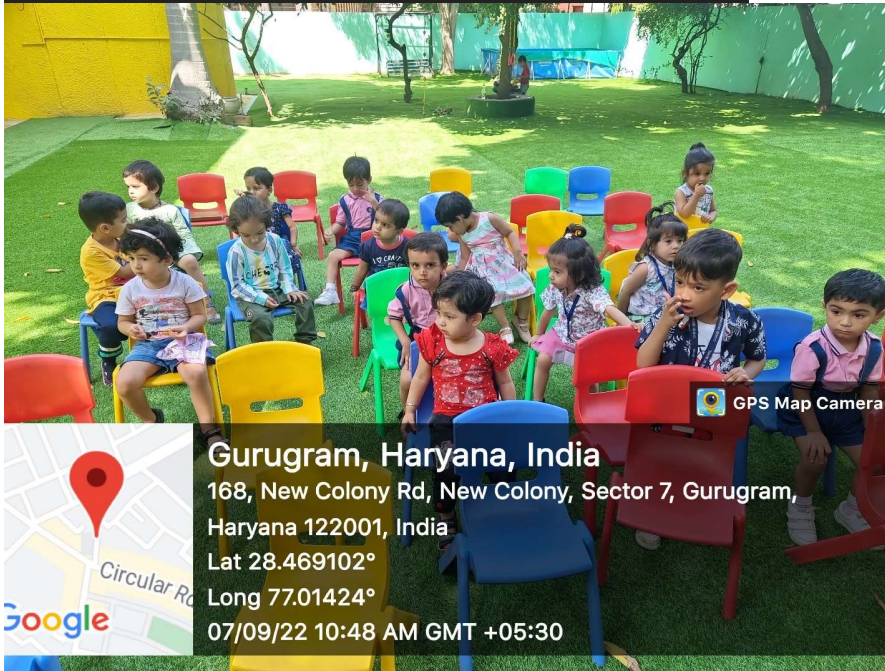 GPS Map Camera
Gurugram, Haryana, India
168, New Colony Rd, New Colony, Sector 7, Gurugram,
Haryana 122001, India
Lat 28.469102°
Long 77.01424°
07/09/22 10:48 AM GMT +05:30
Circular Rd
Google